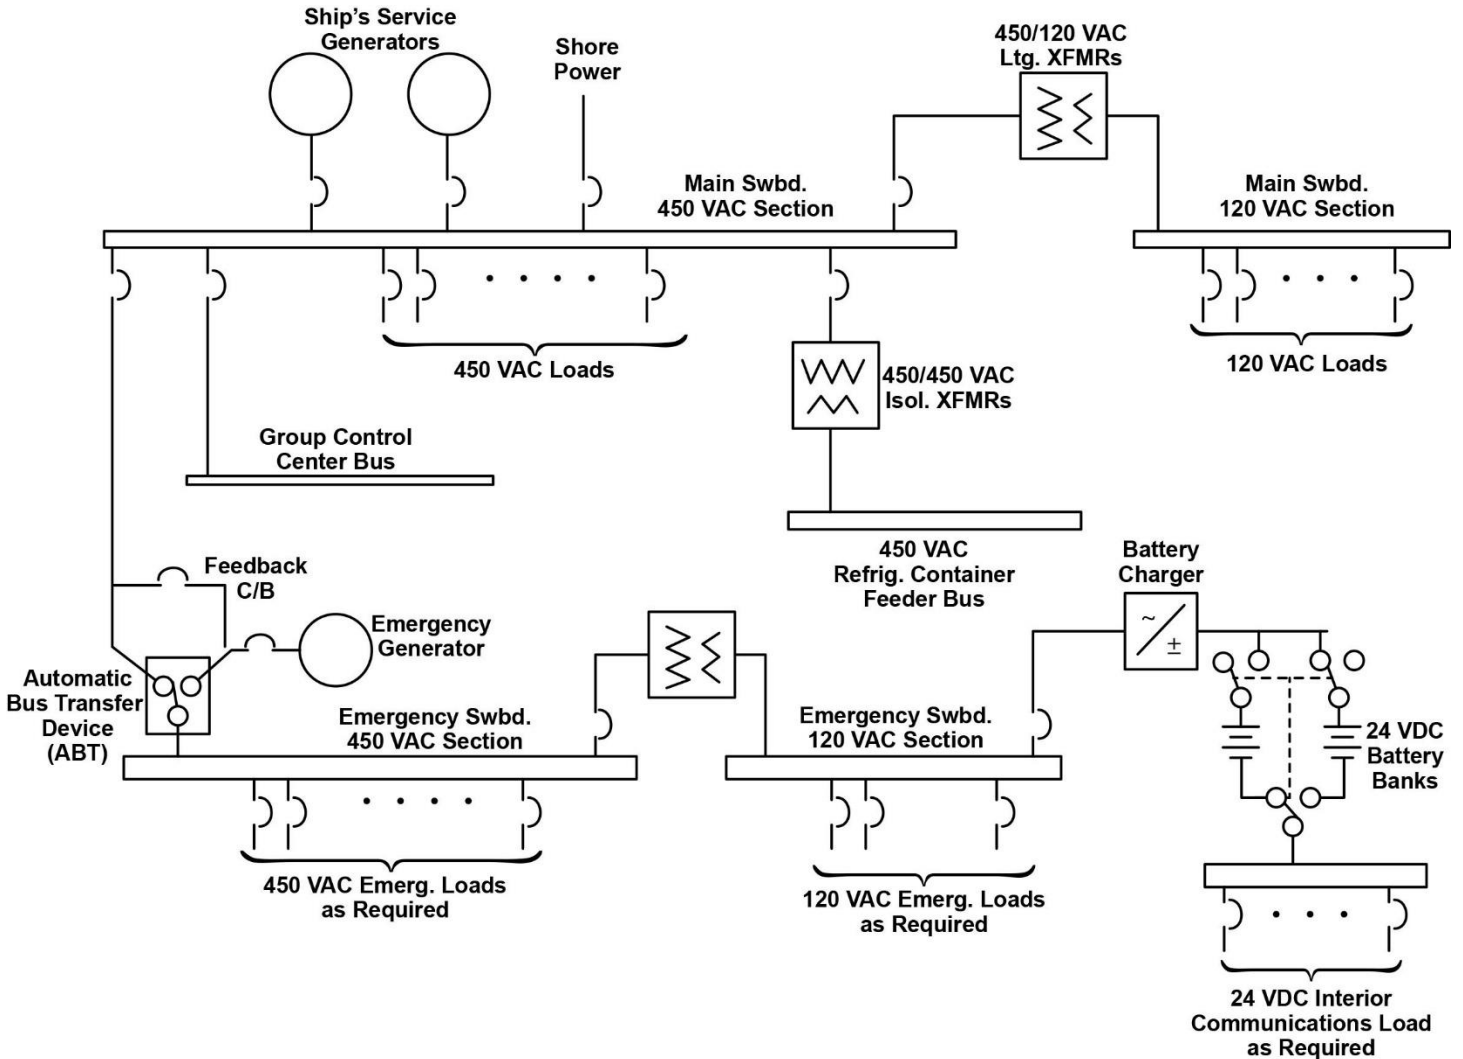 Ship's Service
Generators
Shore
Power
450/120 VAC
Ltg. XFMRs
Main Swbd.
450 VAC Section
Main Swbd.
120 VAC Section
450 VAC Loads
450/450 VAC
Isol. XFMRs
120 VAC Loads
Group Control
Center Bus
450 VAC
Refrig. Container
Feeder Bus
Battery
Charger
~
±
Feedback
C/B
Emergency
Generator
Automatic
Bus Transfer
Device
(ABT)
Emergency Swbd.
450 VAC Section
Emergency Swbd.
120 VAC Section
24 VDC
Battery
Banks
450 VAC Emerg. Loads
as Required
120 VAC Emerg. Loads
as Required
24 VDC Interior
Communications Load
as Required